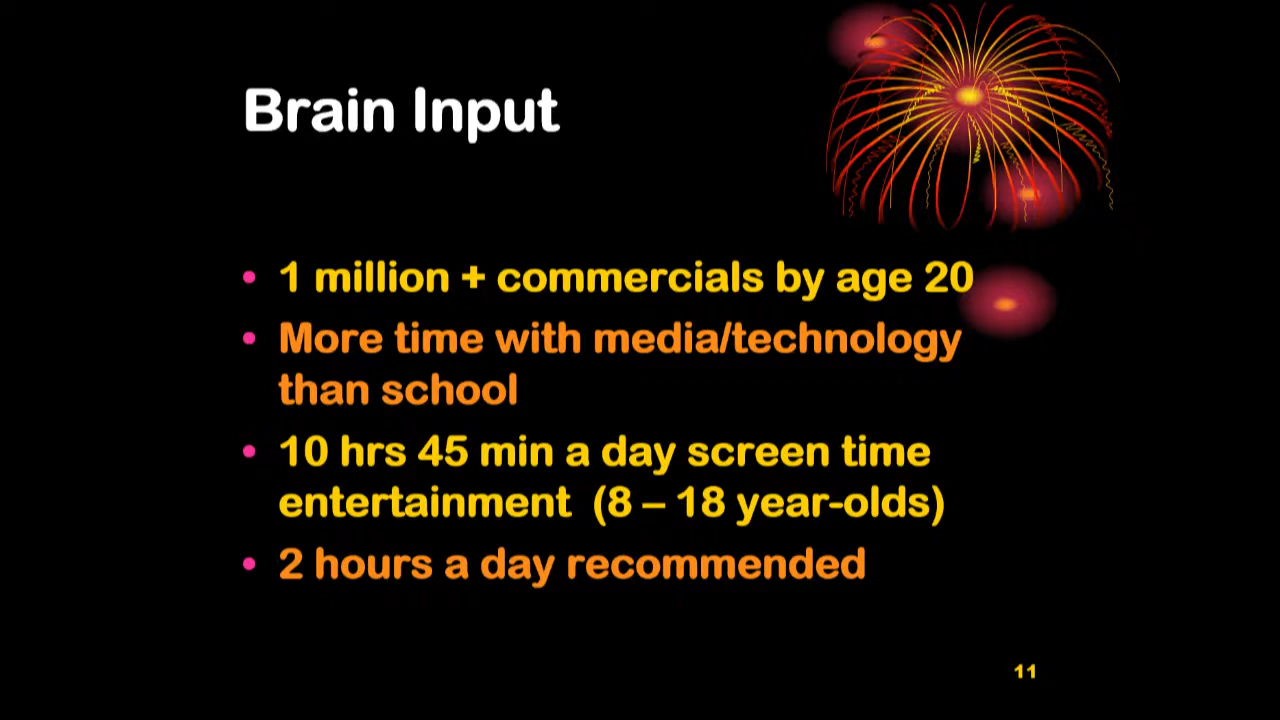 Brain Input
• 1 million + commercials by age 20
• More time with media/technology
than school
• 10 hrs 45 min a day screen time
entertainment  (8 – 18 year-olds)
• 2 hours a day recommended
11